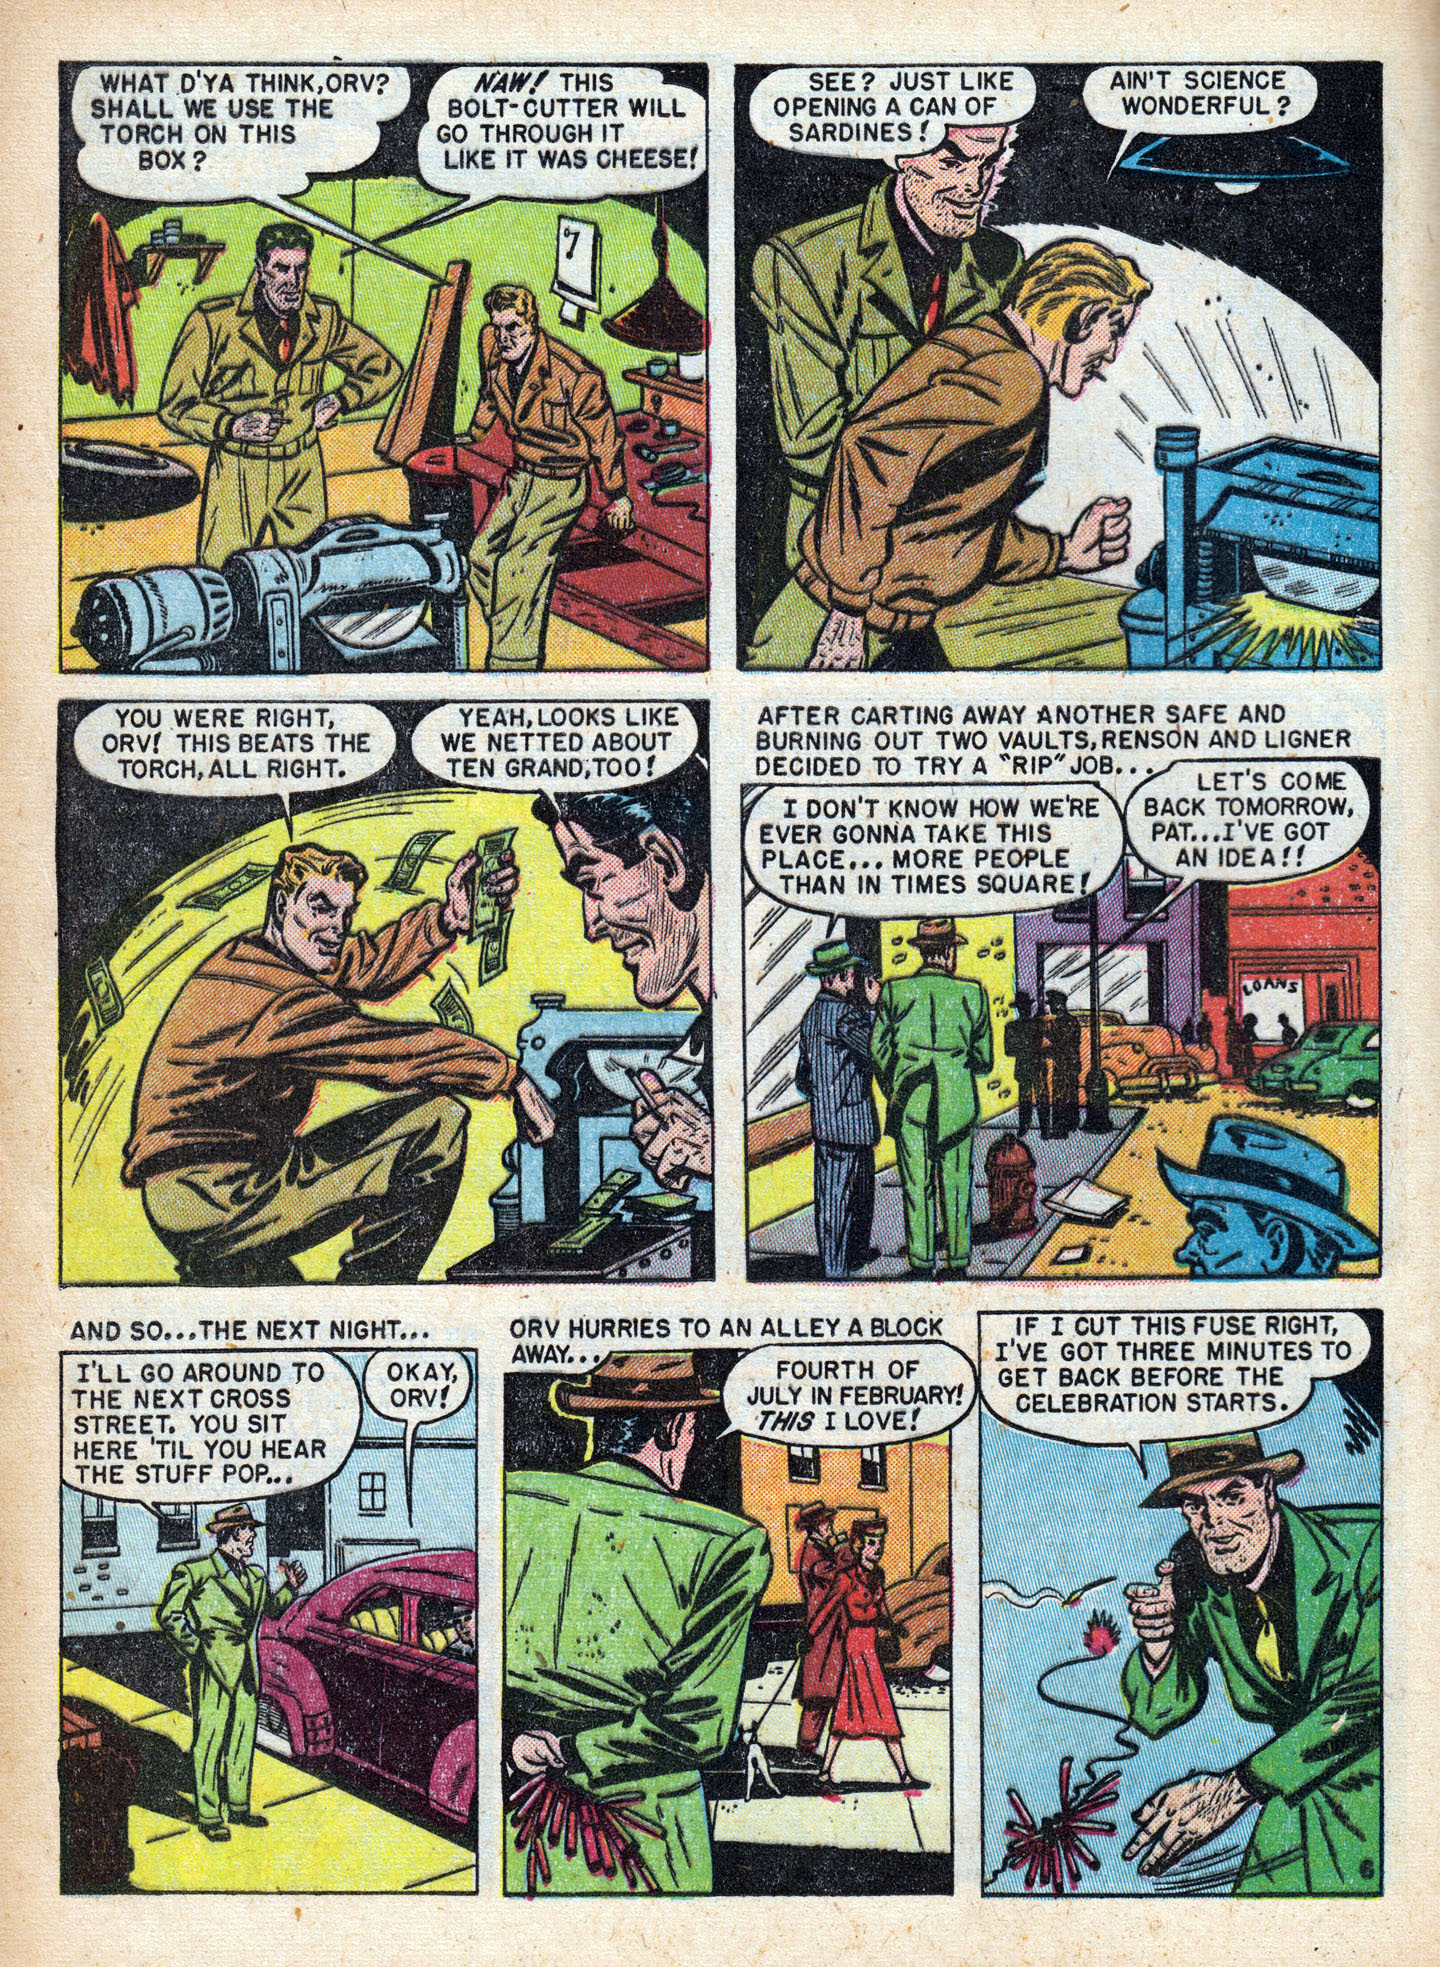 WHAT D'YA THINK, ORV?
SHALL WE USE THE
TORCH ON THIS
BOX?
NAW! THIS
BOLT-CUTTER WILL
GO THROUGH IT
LIKE IT WAS CHEESE!
7
SEE? JUST LIKE
OPENING A CAN OF
SARDINES!
AIN'T SCIENCE
WONDERFUL?
YOU WERE RIGHT,
ORV! THIS BEATS THE
TORCH, ALL RIGHT.
YEAH, LOOKS LIKE
WE NETTED ABOUT
TEN GRAND, TOO!
AFTER CARTING AWAY ANOTHER SAFE AND
BURNING OUT TWO VAULTS, RENSON AND LIGNER
DECIDED TO TRY A "RIP" JOB...
I DON'T KNOW HOW WE'RE
EVER GONNA TAKE THIS
PLACE... MORE PEOPLE
THAN IN TIMES SQUARE!
LET'S COME
BACK TOMORROW,
PAT...I'VE GOT
AN IDEA!!
LOANS
AND SO...THE NEXT NIGHT...
I'LL GO AROUND TO
THE NEXT CROSS
STREET. YOU SIT
HERE 'TIL YOU HEAR
THE STUFF POP...
OKAY,
ORV!
ORV HURRIES TO AN ALLEY A BLOCK
AWAY...
FOURTH OF
JULY IN FEBRUARY!
THIS I LOVE!
IF I CUT THIS FUSE RIGHT,
I'VE GOT THREE MINUTES TO
GET BACK BEFORE THE
CELEBRATION STARTS.
6